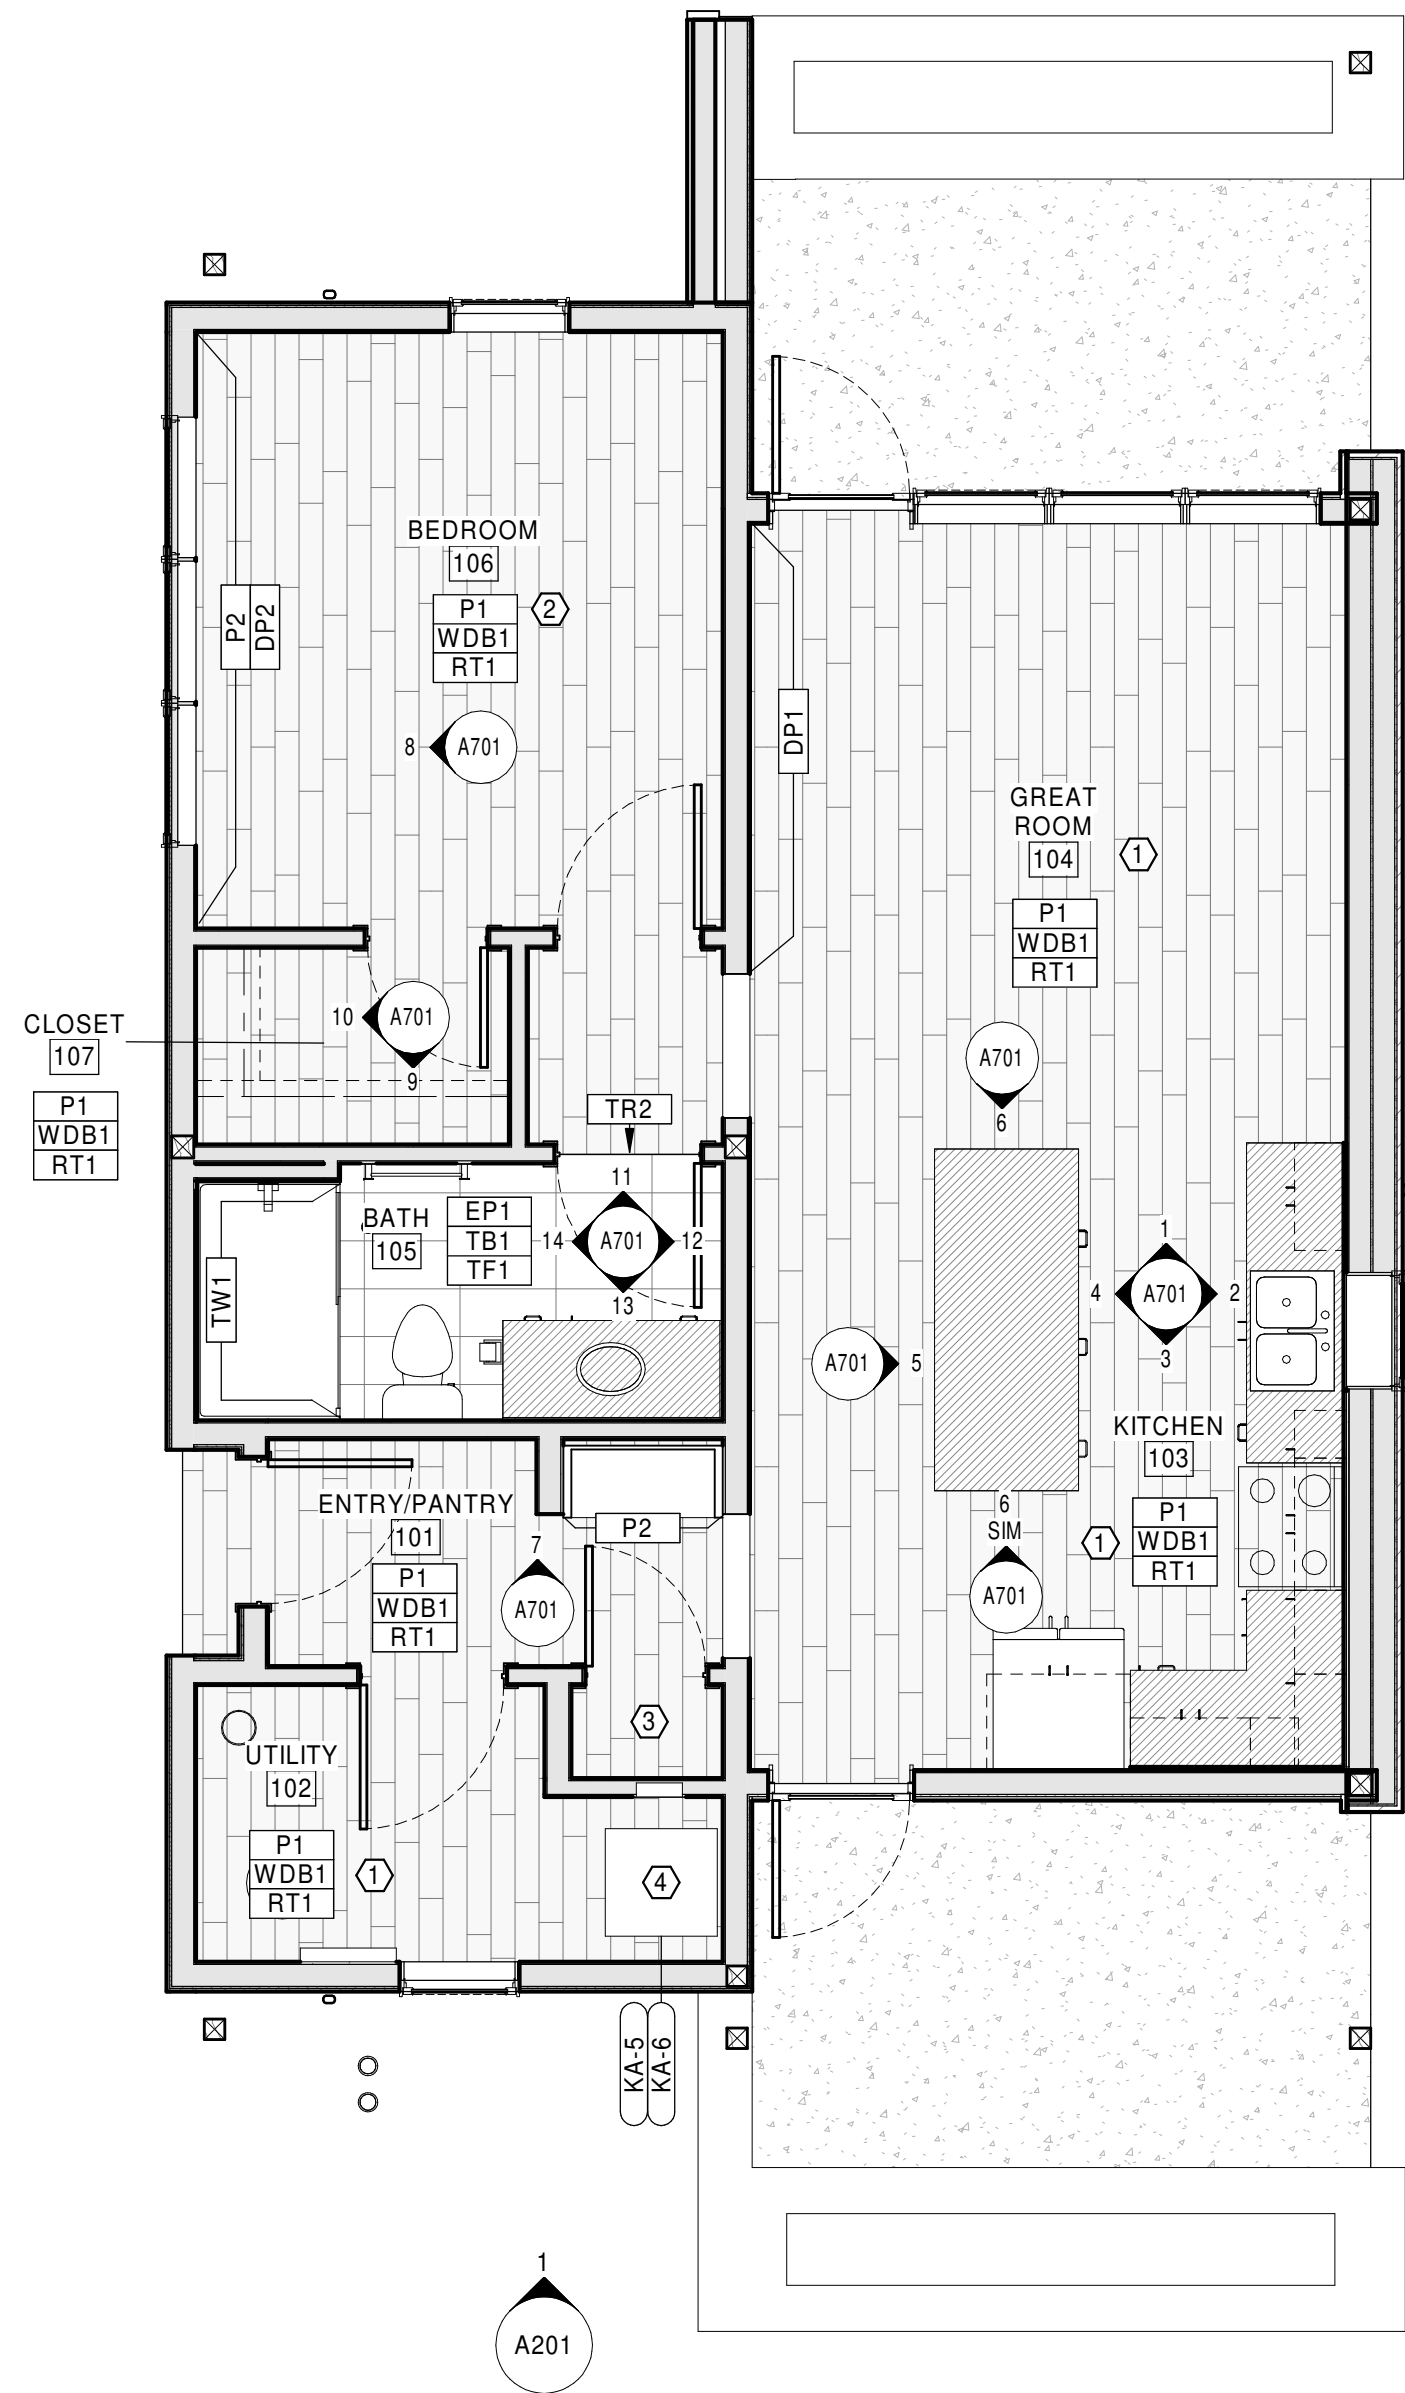 BEDROOM
106
P1
WDB1
RT1
2
P2
DP2
8
A701
DP1
GREAT
ROOM
104
1
P1
WDB1
RT1
CLOSET
107
P1
WDB1
RT1
10
A701
9
A701
6
TR2
BATH
105
EP1
TB1
TF1
TW1
11
14
A701
12
13
1
4
A701
2
3
A701
5
KITCHEN
103
P1
WDB1
RT1
1
6
SIM
A701
ENTRY/PANTRY
101
P1
WDB1
RT1
7
A701
P2
3
UTILITY
102
P1
WDB1
RT1
1
4
KA-5
KA-6
1
A201